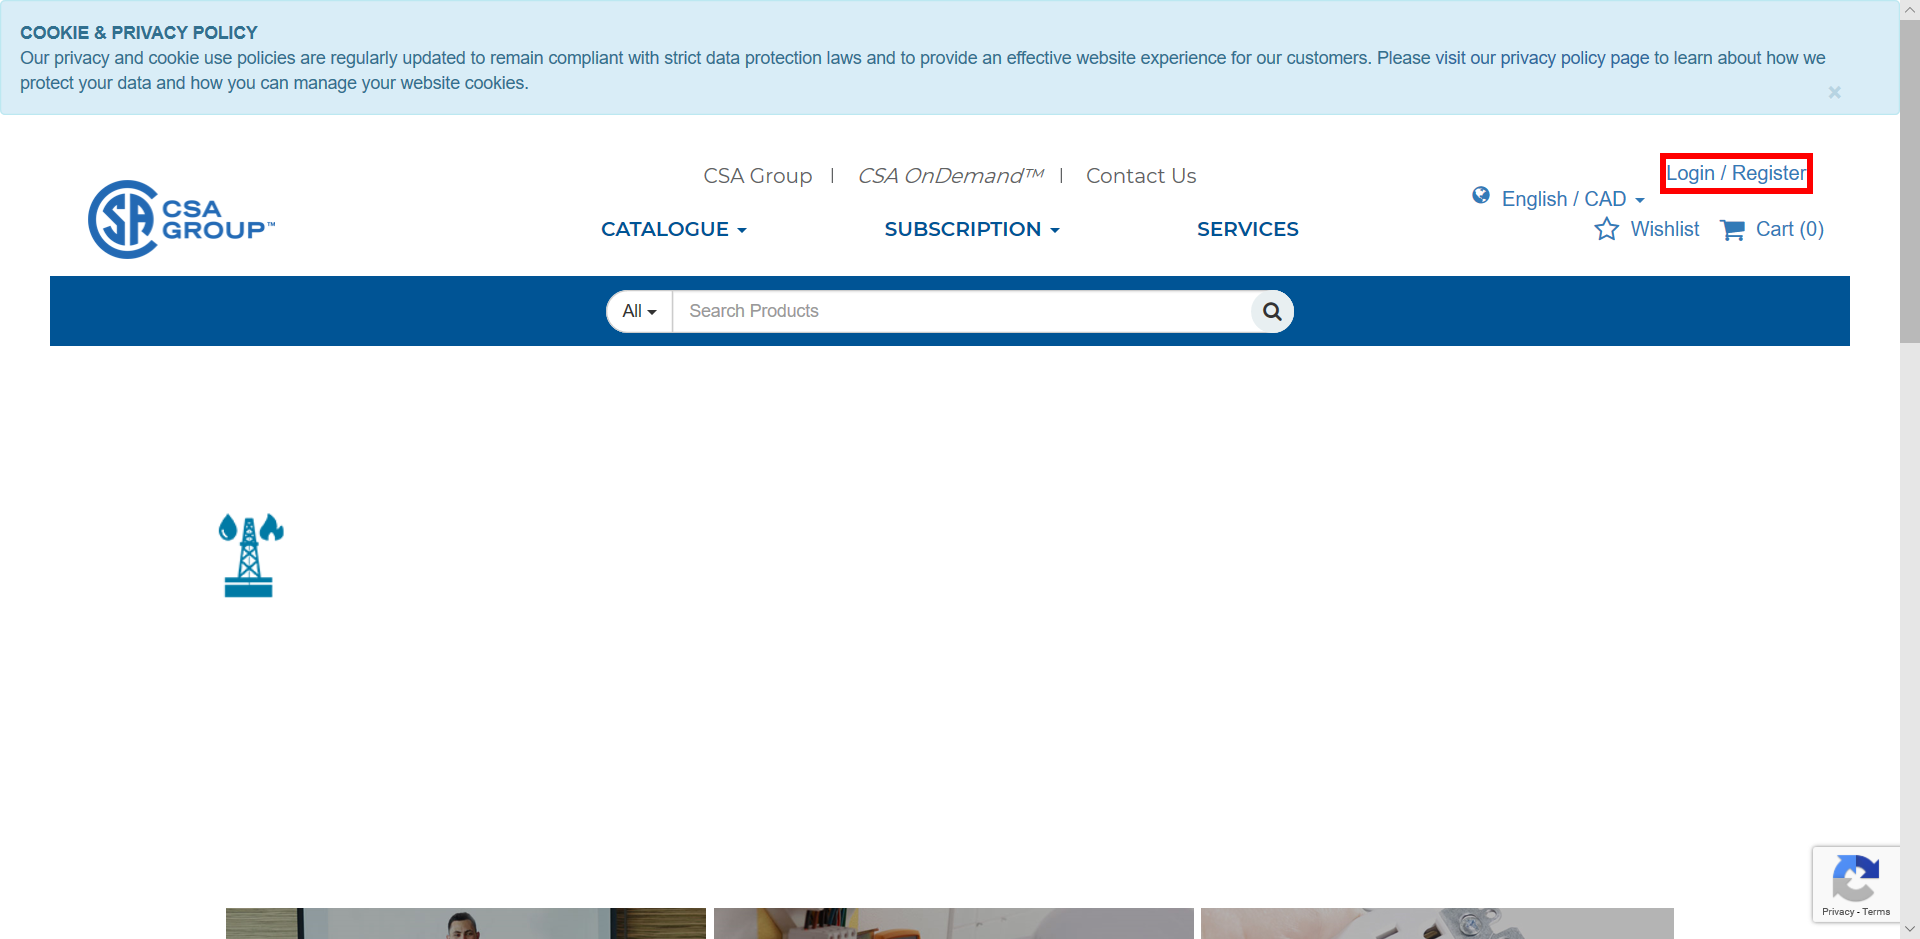 COOKIE & PRIVACY POLICY
Our privacy and cookie use policies are regularly updated to remain compliant with strict data protection laws and to provide an effective website experience for our customers. Please visit our privacy policy page to learn about how we
protect your data and how you can manage your website cookies.
×
CSA Group | CSA OnDemand™ | Contact Us
Login / Register
English / CAD
CSA
GROUP™
CATALOGUE SUBSCRIPTION SERVICES
Wishlist Cart (0)
All Search Products
Privacy - Terms